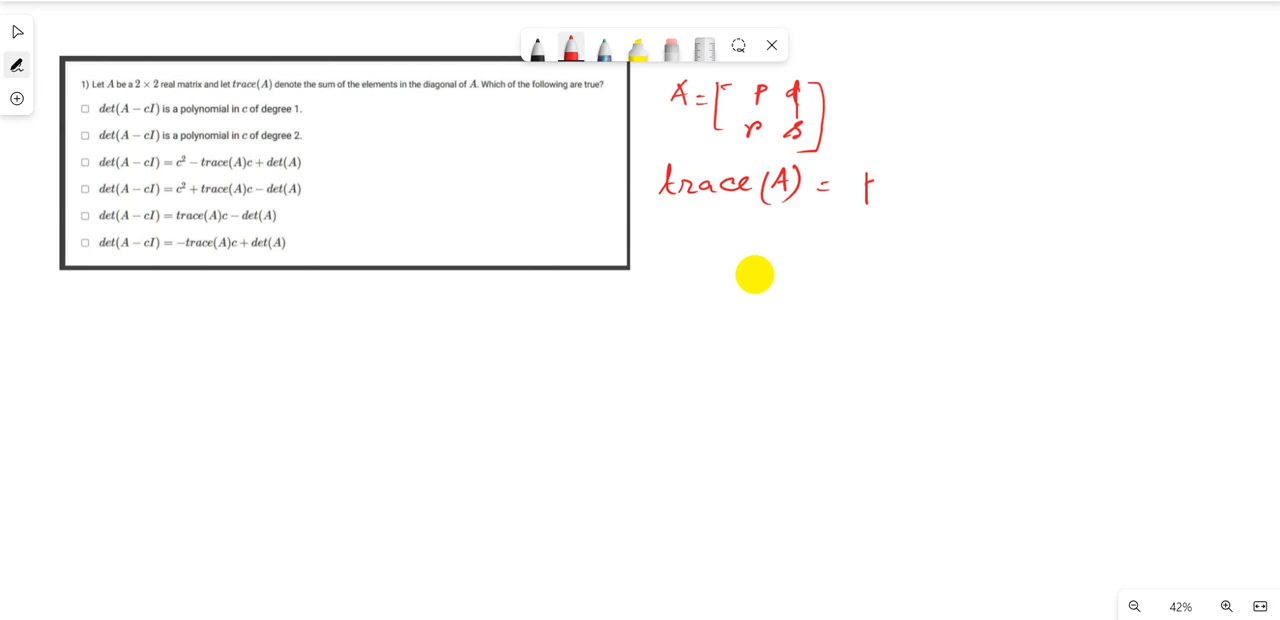 1) Let A be a 2 × 2 real matrix and let trace(A) denote the sum of the elements in the diagonal of A. Which of the following are true?
det(A − cI) is a polynomial in c of degree 1.
det(A − cI) is a polynomial in c of degree 2.
det(A − cI) = c² − trace(A)c + det(A)
det(A − cI) = c² + trace(A)c − det(A)
det(A − cI) = trace(A)c − det(A)
det(A − cI) = −trace(A)c + det(A)
A = [ p q
r s ]
trace(A) =
42%